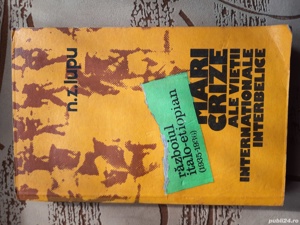 n.z.lupu
războiul
italo-etiopian
(1935-1936)
MARI
CRIZE
ALE VIEȚII
INTERNAȚIONALE
INTERBELICE
© publi24.ro